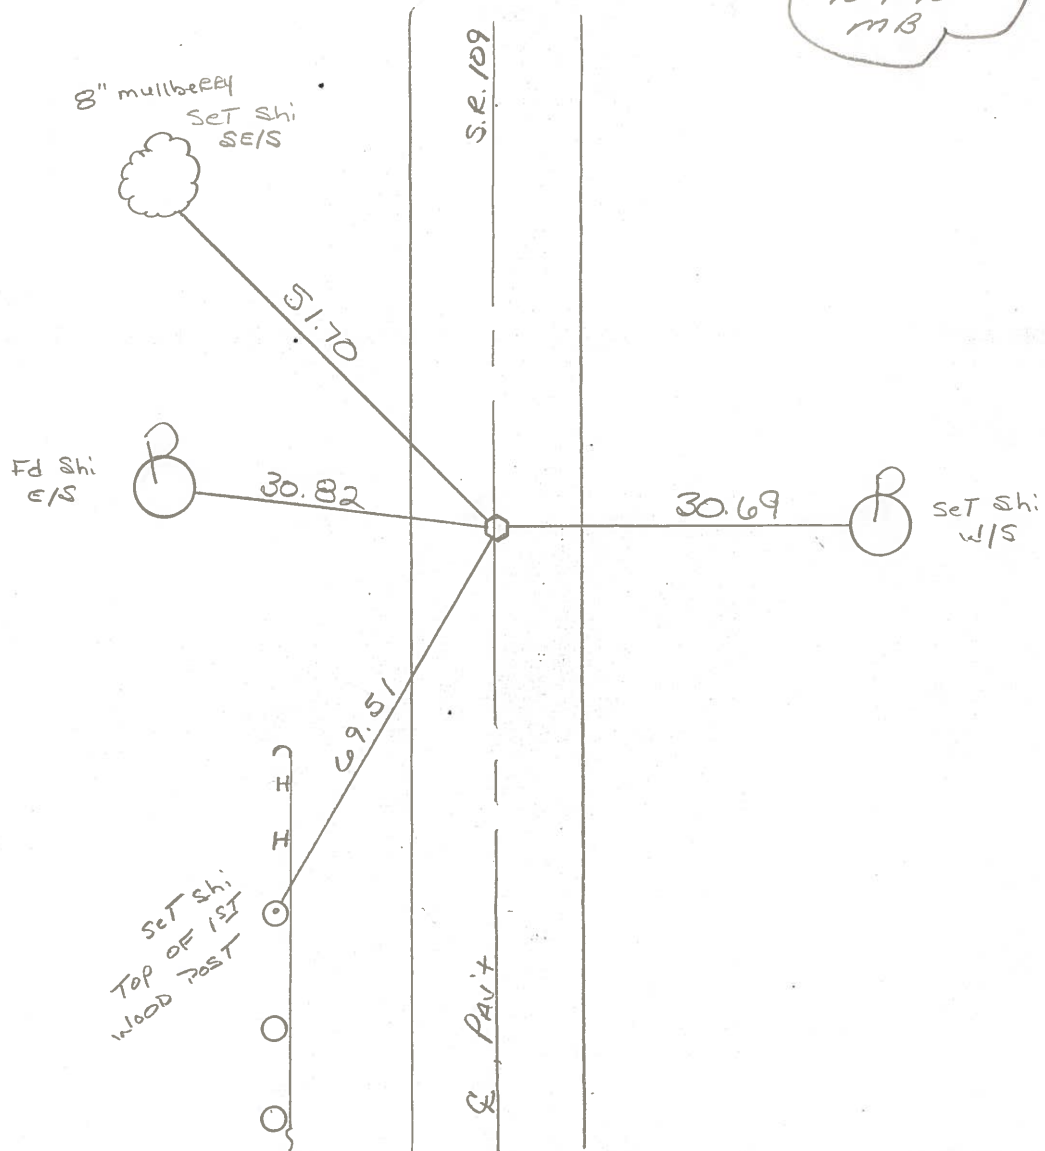 MB
S.R. 109
8" mullberry
SeT Shi
SE/S
51.70
Fd Shi
E/S
30.82
30.69
SeT Shi
W/S
69.51
H
H
SeT Shi
TOP OF 1ST
WOOD POST
℄ PAV't